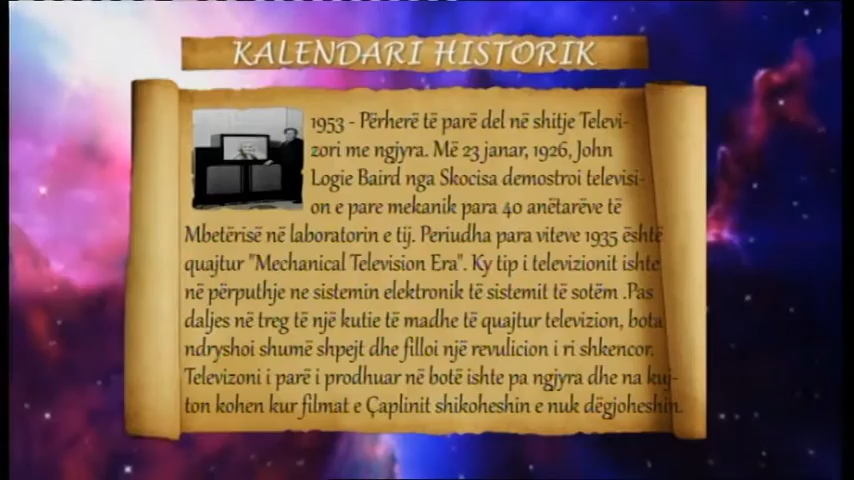 KALENDARI HISTORIK
1953 - Përherë të parë del në shitje Televi-
zori me ngjyra. Më 23 janar, 1926, John
Logie Baird nga Skocisa demostroi televisi-
on e pare mekanik para 40 anëtarëve të
Mbetërisë në laboratorin e tij. Periudha para viteve 1935 është
quajtur "Mechanical Television Era". Ky tip i televizionit ishte
në përputhje ne sistemin elektronik të sistemit të sotëm .Pas
daljes në treg të një kutie të madhe të quajtur televizion, bota
ndryshoi shumë shpejt dhe filloi një revulicion i ri shkencor.
Televizoni i parë i prodhuar në botë ishte pa ngjyra dhe na kuj-
ton kohen kur filmat e Çaplinit shikoheshin e nuk dëgjoheshin.